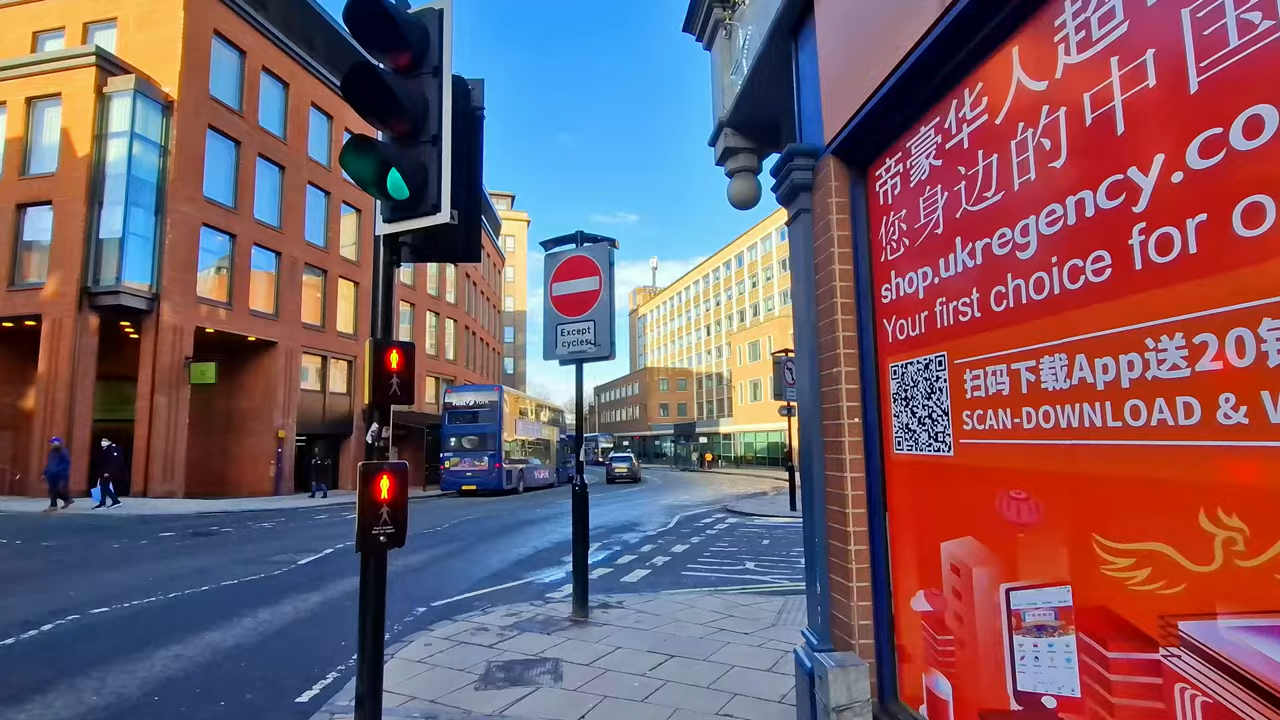 Except
cycles
YORK
帝豪华人超
您身边的中国
shop.ukregency.co
Your first choice for
扫码下载App送20
SCAN-DOWNLOAD &